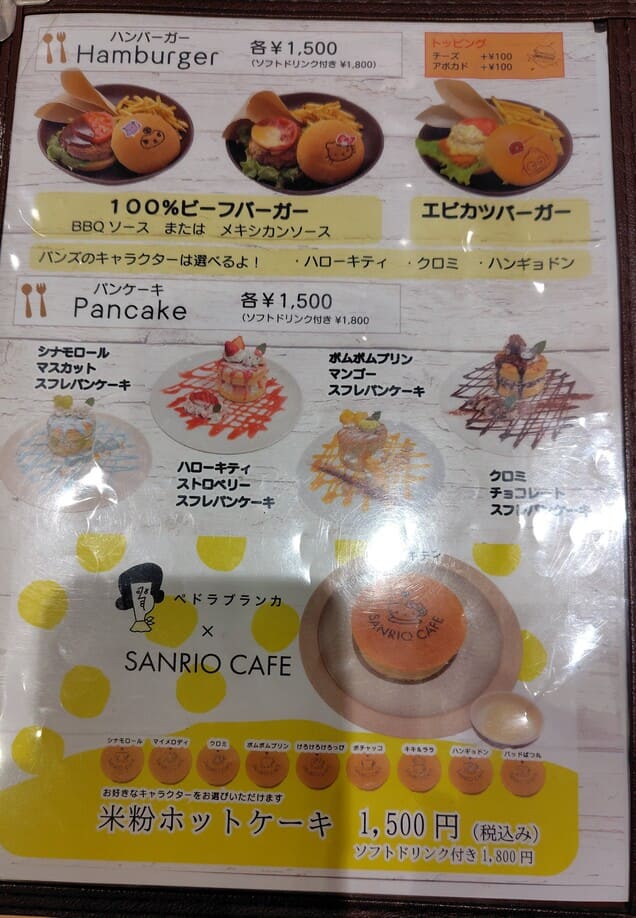 ハンバーガー
Hamburger
各¥1,500
(ソフトドリンク付き ¥1,800)
トッピング
チーズ +¥100
アボカド +¥100
100%ビーフバーガー
BBQソース または メキシカンソース
エビカツバーガー
バンズのキャラクターは選べるよ! ・ハローキティ ・クロミ ・ハンギョドン
パンケーキ
Pancake
各¥1,500
(ソフトドリンク付き ¥1,800
シナモロール
マスカット
スフレパンケーキ
ハローキティ
ストロベリー
スフレパンケーキ
ポムポムプリン
マンゴー
スフレパンケーキ
クロミ
チョコレート
スフレパンケーキ
ペドラブランカ
×
SANRIO CAFE
キティ
SANRIO CAFE
シナモロール マイメロディ クロミ ポムポムプリン けろけろけろっぴ ポチャッコ キキ&ララ ハンギョドン バッドばつ丸
お好きなキャラクターをお選びいただけます
米粉ホットケーキ 1,500円 (税込み)
ソフトドリンク付き1,800円